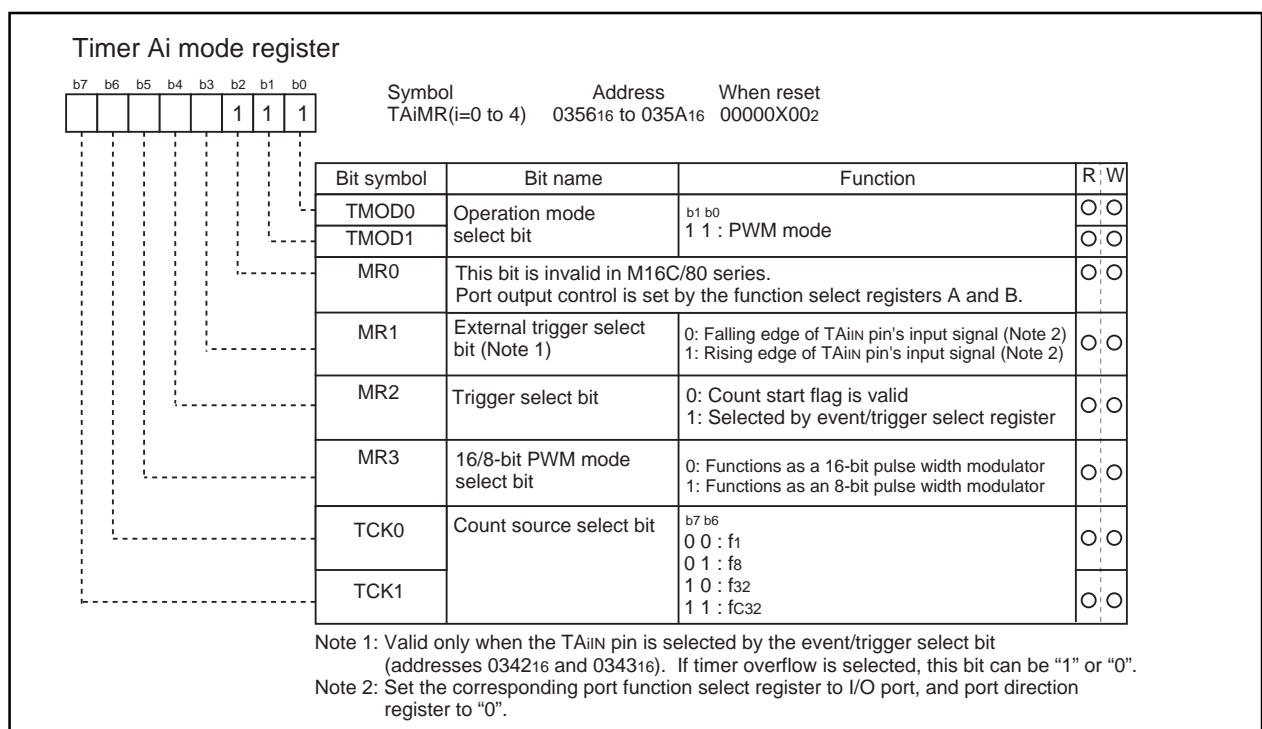 Timer Ai mode register
b7 b6 b5 b4 b3 b2 b1 b0
1 1 1
Symbol Address When reset
TAiMR(i=0 to 4) 035616 to 035A16 00000X002
Bit symbol Bit name Function R W
TMOD0 Operation mode select bit b1 b0
TMOD1 1 1 : PWM mode
MR0 This bit is invalid in M16C/80 series.
Port output control is set by the function select registers A and B.
MR1 External trigger select bit (Note 1) 0: Falling edge of TAiIN pin's input signal (Note 2)
1: Rising edge of TAiIN pin's input signal (Note 2)
MR2 Trigger select bit 0: Count start flag is valid
1: Selected by event/trigger select register
MR3 16/8-bit PWM mode select bit 0: Functions as a 16-bit pulse width modulator
1: Functions as an 8-bit pulse width modulator
TCK0 Count source select bit b7 b6
0 0 : f1
0 1 : f8
TCK1 1 0 : f32
1 1 : fC32
Note 1: Valid only when the TAiIN pin is selected by the event/trigger select bit
(addresses 034216 and 034316). If timer overflow is selected, this bit can be “1” or “0”.
Note 2: Set the corresponding port function select register to I/O port, and port direction
register to “0”.